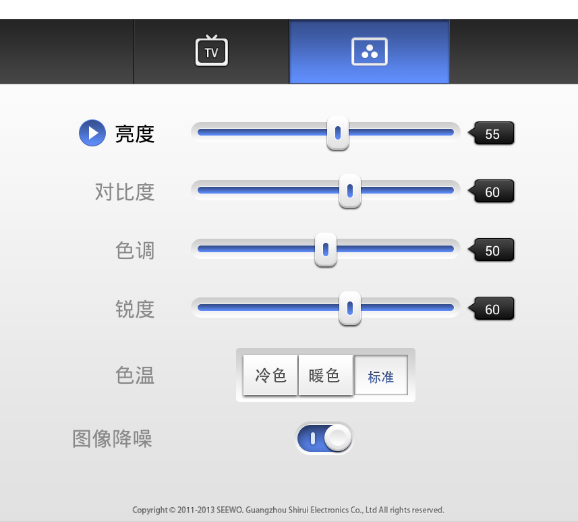 TV
亮度 55
对比度 60
色调 50
锐度 60
色温 冷色 暖色 标准
图像降噪
Copyright © 2011-2013 SEEWO. Guangzhou Shirui Electronics Co., Ltd All rights reserved.